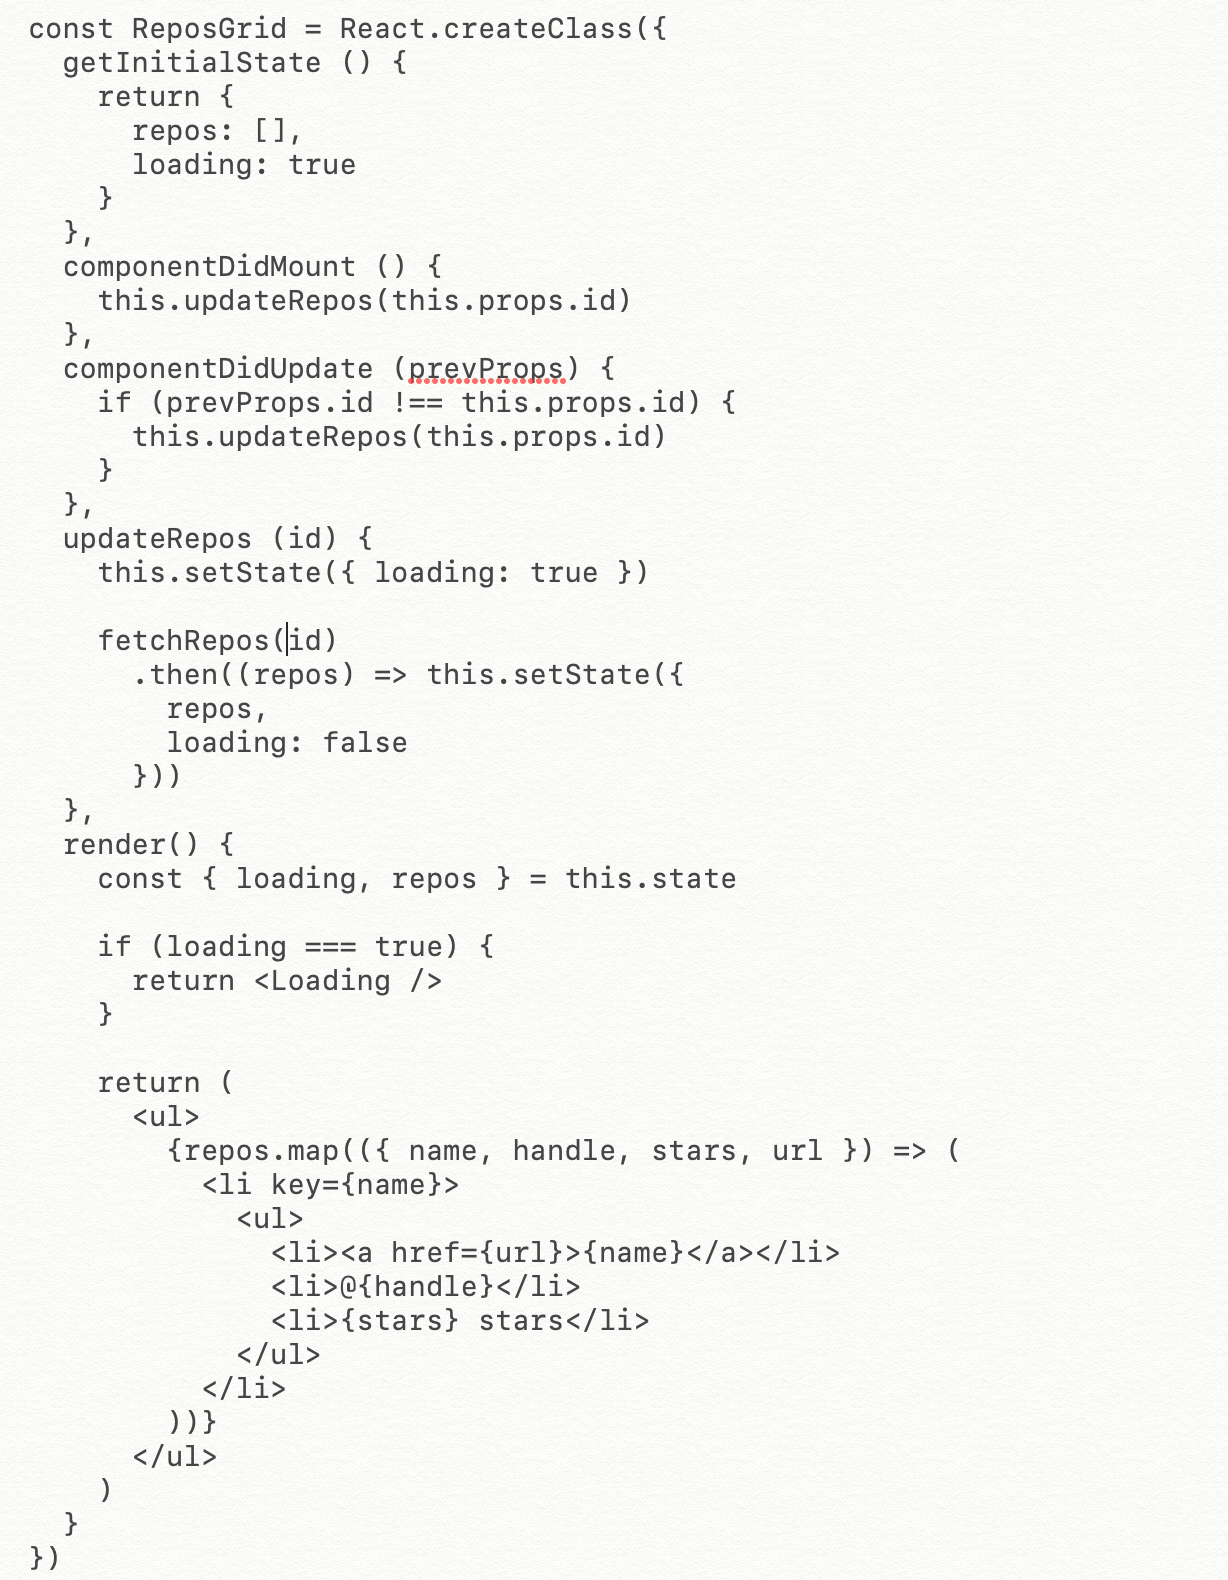 const ReposGrid = React.createClass({
  getInitialState () {
    return {
      repos: [],
      loading: true
    }
  },
  componentDidMount () {
    this.updateRepos(this.props.id)
  },
  componentDidUpdate (prevProps) {
    if (prevProps.id !== this.props.id) {
      this.updateRepos(this.props.id)
    }
  },
  updateRepos (id) {
    this.setState({ loading: true })

    fetchRepos(id)
      .then((repos) => this.setState({
        repos,
        loading: false
      }))
  },
  render() {
    const { loading, repos } = this.state

    if (loading === true) {
      return <Loading />
    }

    return (
      <ul>
        {repos.map(({ name, handle, stars, url }) => (
          <li key={name}>
            <ul>
              <li><a href={url}>{name}</a></li>
              <li>@{handle}</li>
              <li>{stars} stars</li>
            </ul>
          </li>
        ))}
      </ul>
    )
  }
})